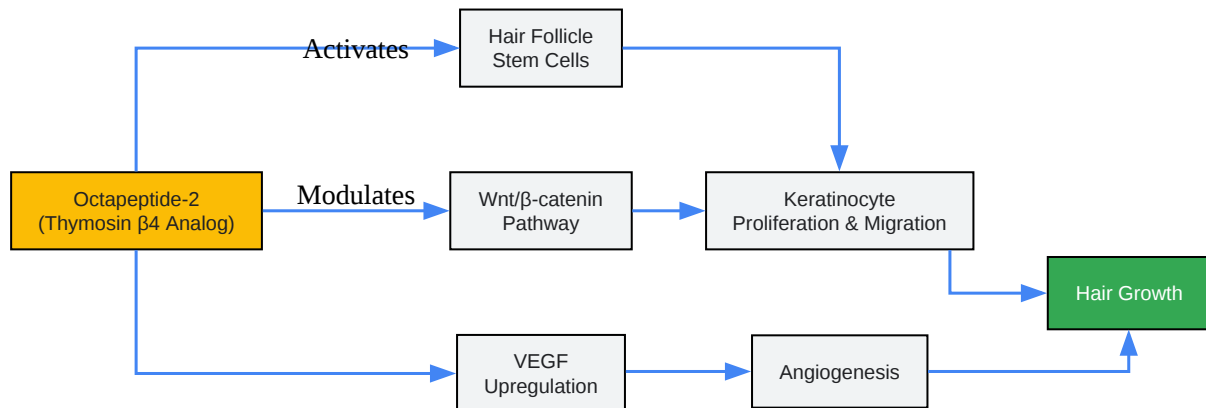 Activates
Hair Follicle
Stem Cells
Octapeptide-2
(Thymosin β4 Analog)
Modulates
Wnt/β-catenin
Pathway
Keratinocyte
Proliferation & Migration
Hair Growth
VEGF
Upregulation
Angiogenesis